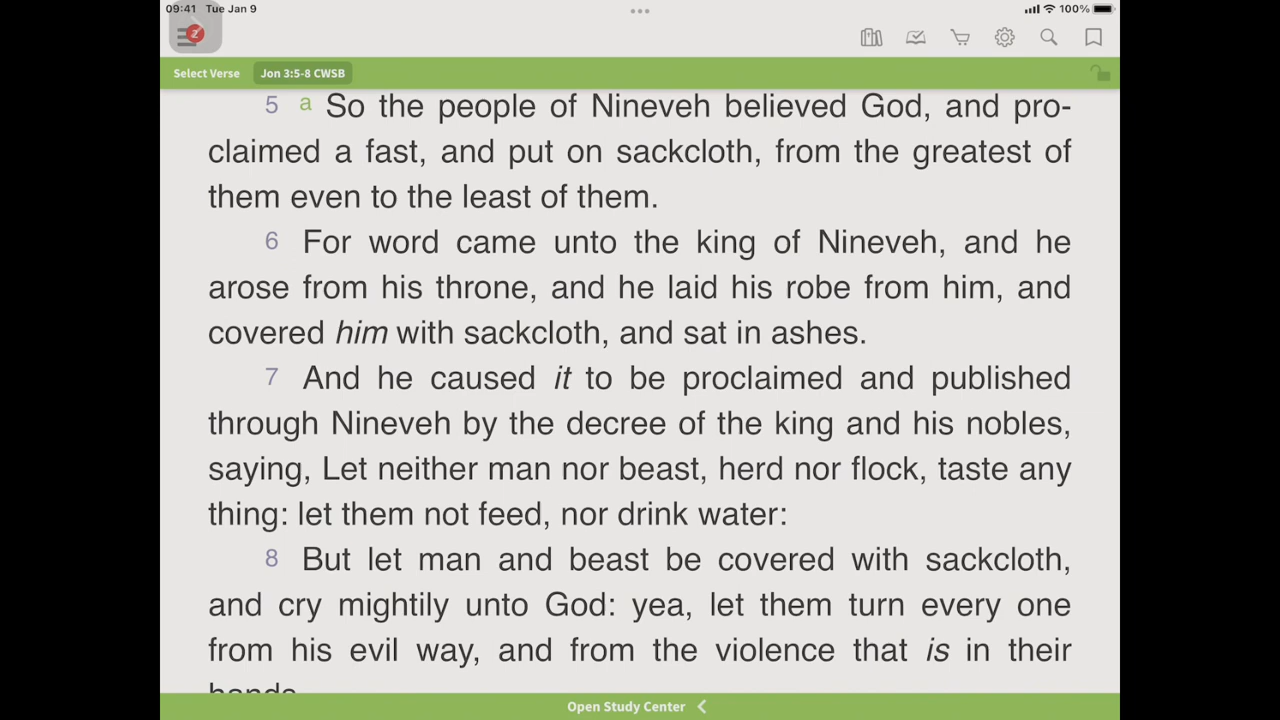 09:41 Tue Jan 9
100%
Select Verse Jon 3:5-8 CWSB
5 a So the people of Nineveh believed God, and pro-
claimed a fast, and put on sackcloth, from the greatest of
them even to the least of them.
6 For word came unto the king of Nineveh, and he
arose from his throne, and he laid his robe from him, and
covered him with sackcloth, and sat in ashes.
7 And he caused it to be proclaimed and published
through Nineveh by the decree of the king and his nobles,
saying, Let neither man nor beast, herd nor flock, taste any
thing: let them not feed, nor drink water:
8 But let man and beast be covered with sackcloth,
and cry mightily unto God: yea, let them turn every one
from his evil way, and from the violence that is in their
hands.
Open Study Center